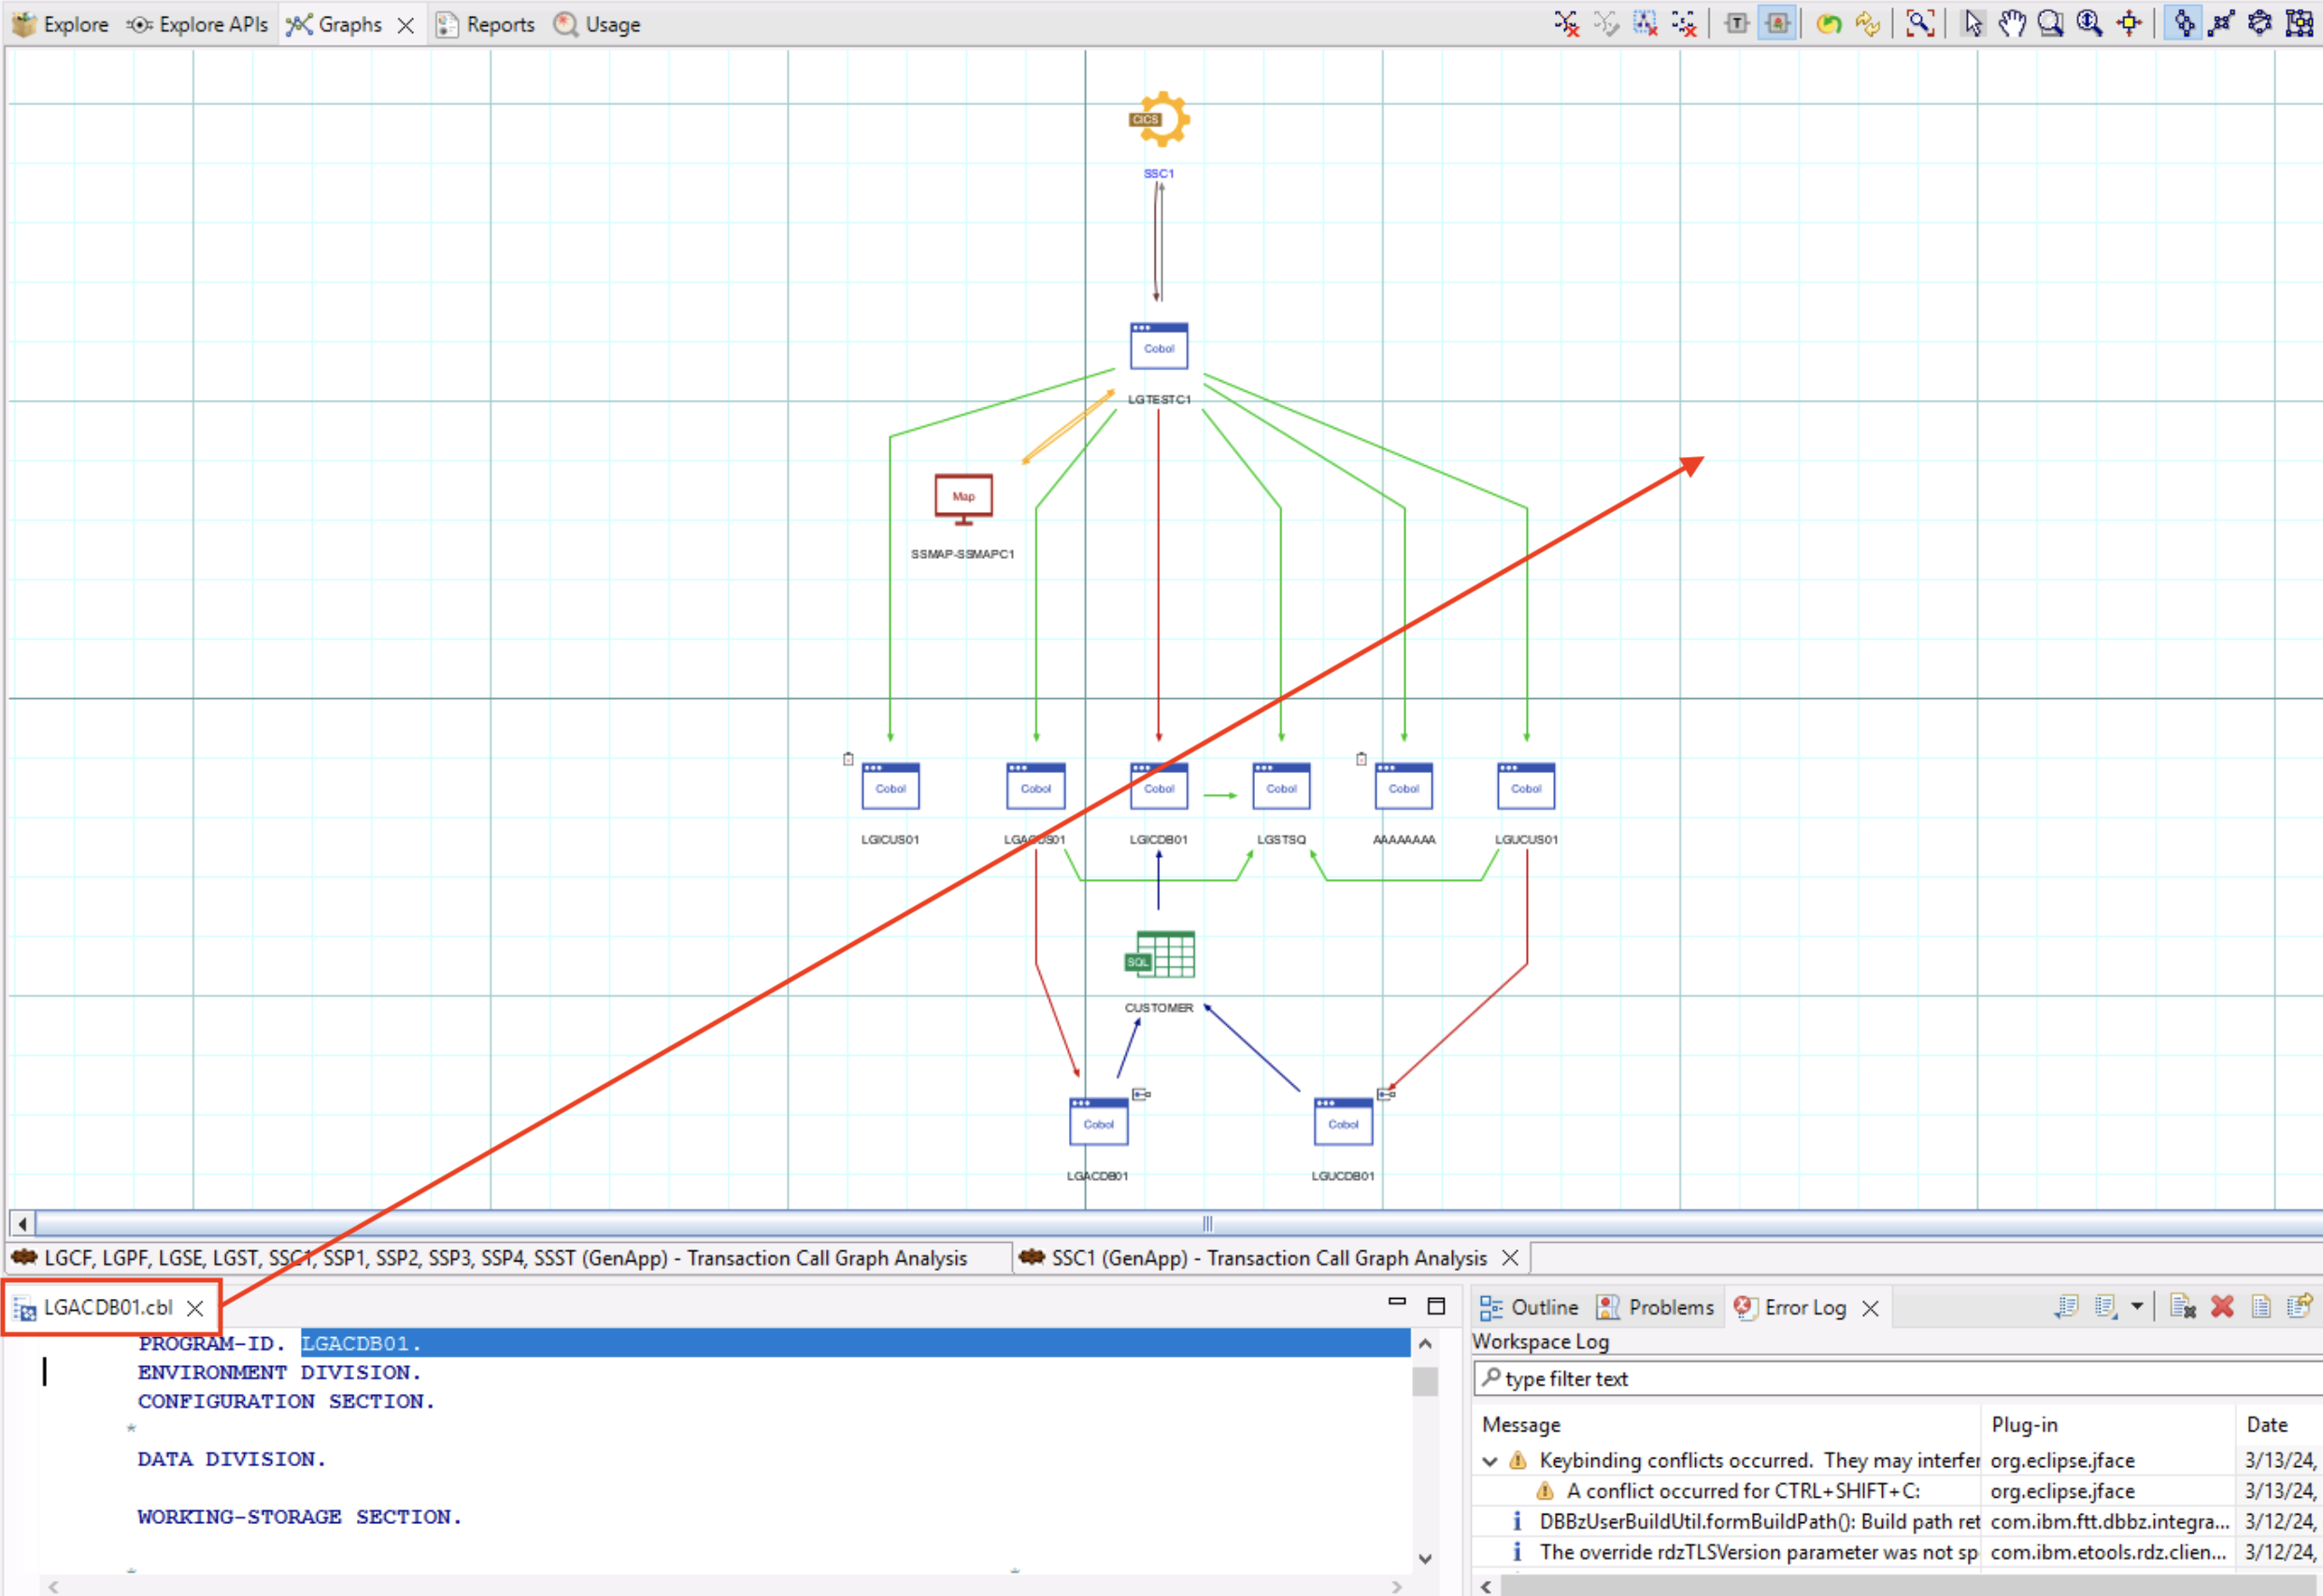 Explore Explore APIs Graphs Reports Usage
CICS
SSC1
Cobol
LGTESTC1
Map
SSMAP-SSMAPC1
Cobol Cobol Cobol Cobol Cobol Cobol
LGICUS01 LGACUS01 LGICDB01 LGSTSQ AAAAAAAA LGUCUS01
SQL
CUSTOMER
Cobol Cobol
LGACDB01 LGUCDB01
LGCF, LGPF, LGSE, LGST, SSC1, SSP1, SSP2, SSP3, SSP4, SSST (GenApp) - Transaction Call Graph Analysis
SSC1 (GenApp) - Transaction Call Graph Analysis
LGACDB01.cbl
PROGRAM-ID. LGACDB01.
ENVIRONMENT DIVISION.
CONFIGURATION SECTION.
*
DATA DIVISION.
WORKING-STORAGE SECTION.
Outline Problems Error Log
Workspace Log
type filter text
Message Plug-in Date
Keybinding conflicts occurred. They may interfer org.eclipse.jface 3/13/24,
A conflict occurred for CTRL+SHIFT+C: org.eclipse.jface 3/13/24,
DBBzUserBuildUtil.formBuildPath(): Build path ret com.ibm.ftt.dbbz.integra... 3/12/24,
The override rdzTLSVersion parameter was not sp com.ibm.etools.rdz.clien... 3/12/24,